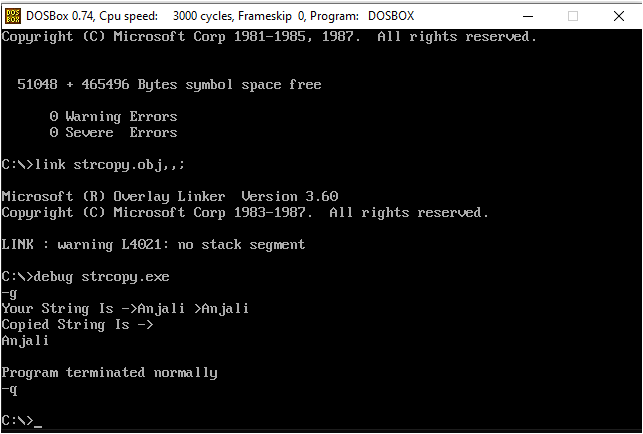 DOSBox 0.74, Cpu speed: 3000 cycles, Frameskip 0, Program: DOSBOX
Copyright (C) Microsoft Corp 1981-1985, 1987. All rights reserved.
51048 + 465496 Bytes symbol space free
0 Warning Errors
0 Severe Errors
C:\>link strcopy.obj,,;
Microsoft (R) Overlay Linker Version 3.60
Copyright (C) Microsoft Corp 1983-1987. All rights reserved.
LINK : warning L4021: no stack segment
C:\>debug strcopy.exe
-g
Your String Is ->Anjali >Anjali
Copied String Is ->
Anjali
Program terminated normally
-q
C:\>_